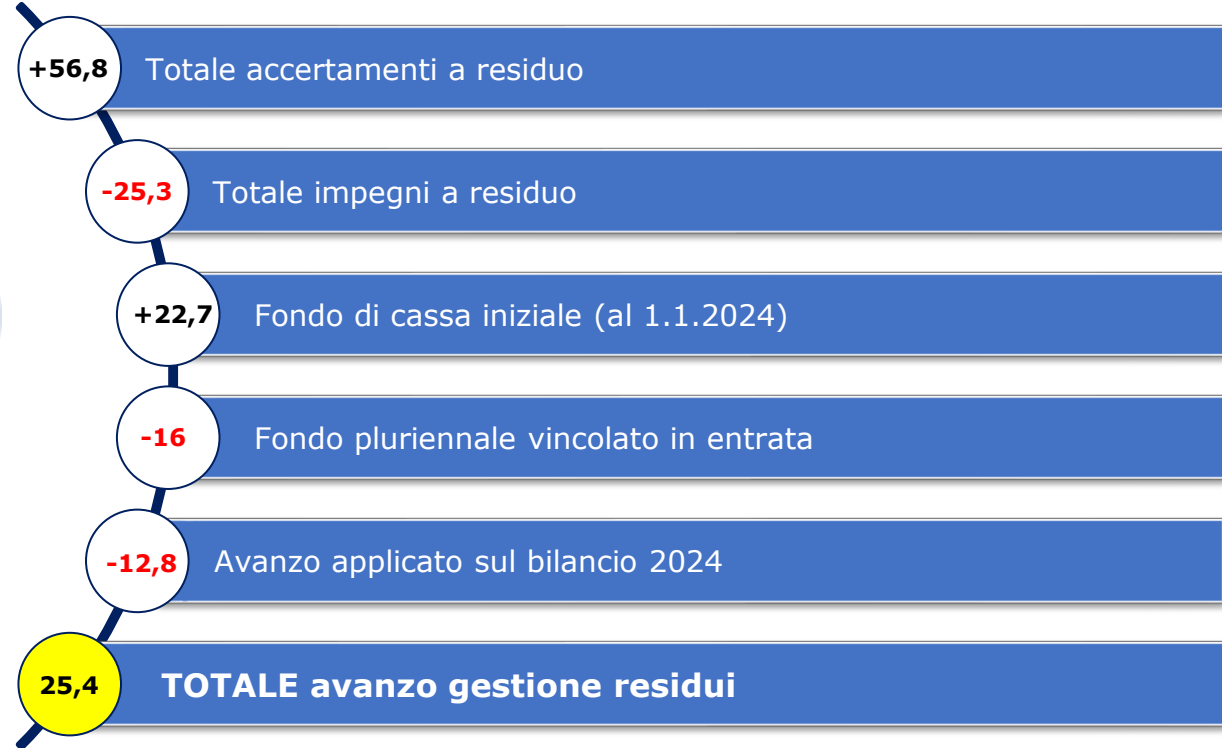 +56,8 Totale accertamenti a residuo
-25,3 Totale impegni a residuo
+22,7 Fondo di cassa iniziale (al 1.1.2024)
-16 Fondo pluriennale vincolato in entrata
-12,8 Avanzo applicato sul bilancio 2024
25,4 TOTALE avanzo gestione residui